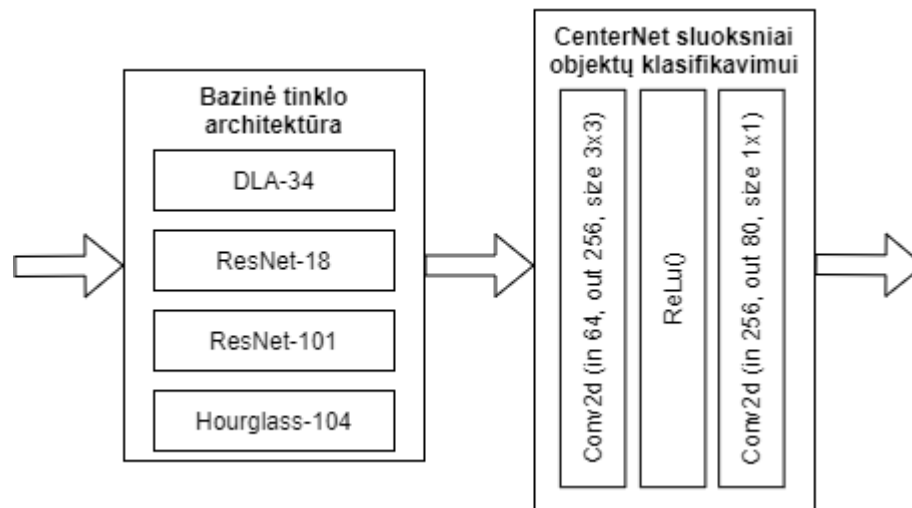 Bazinė tinklo
architektūra
DLA-34
ResNet-18
ResNet-101
Hourglass-104
CenterNet sluoksniai
objektų klasifikavimui
Conv2d (in 64, out 256, size 3x3)
ReLu()
Conv2d (in 256, out 80, size 1x1)